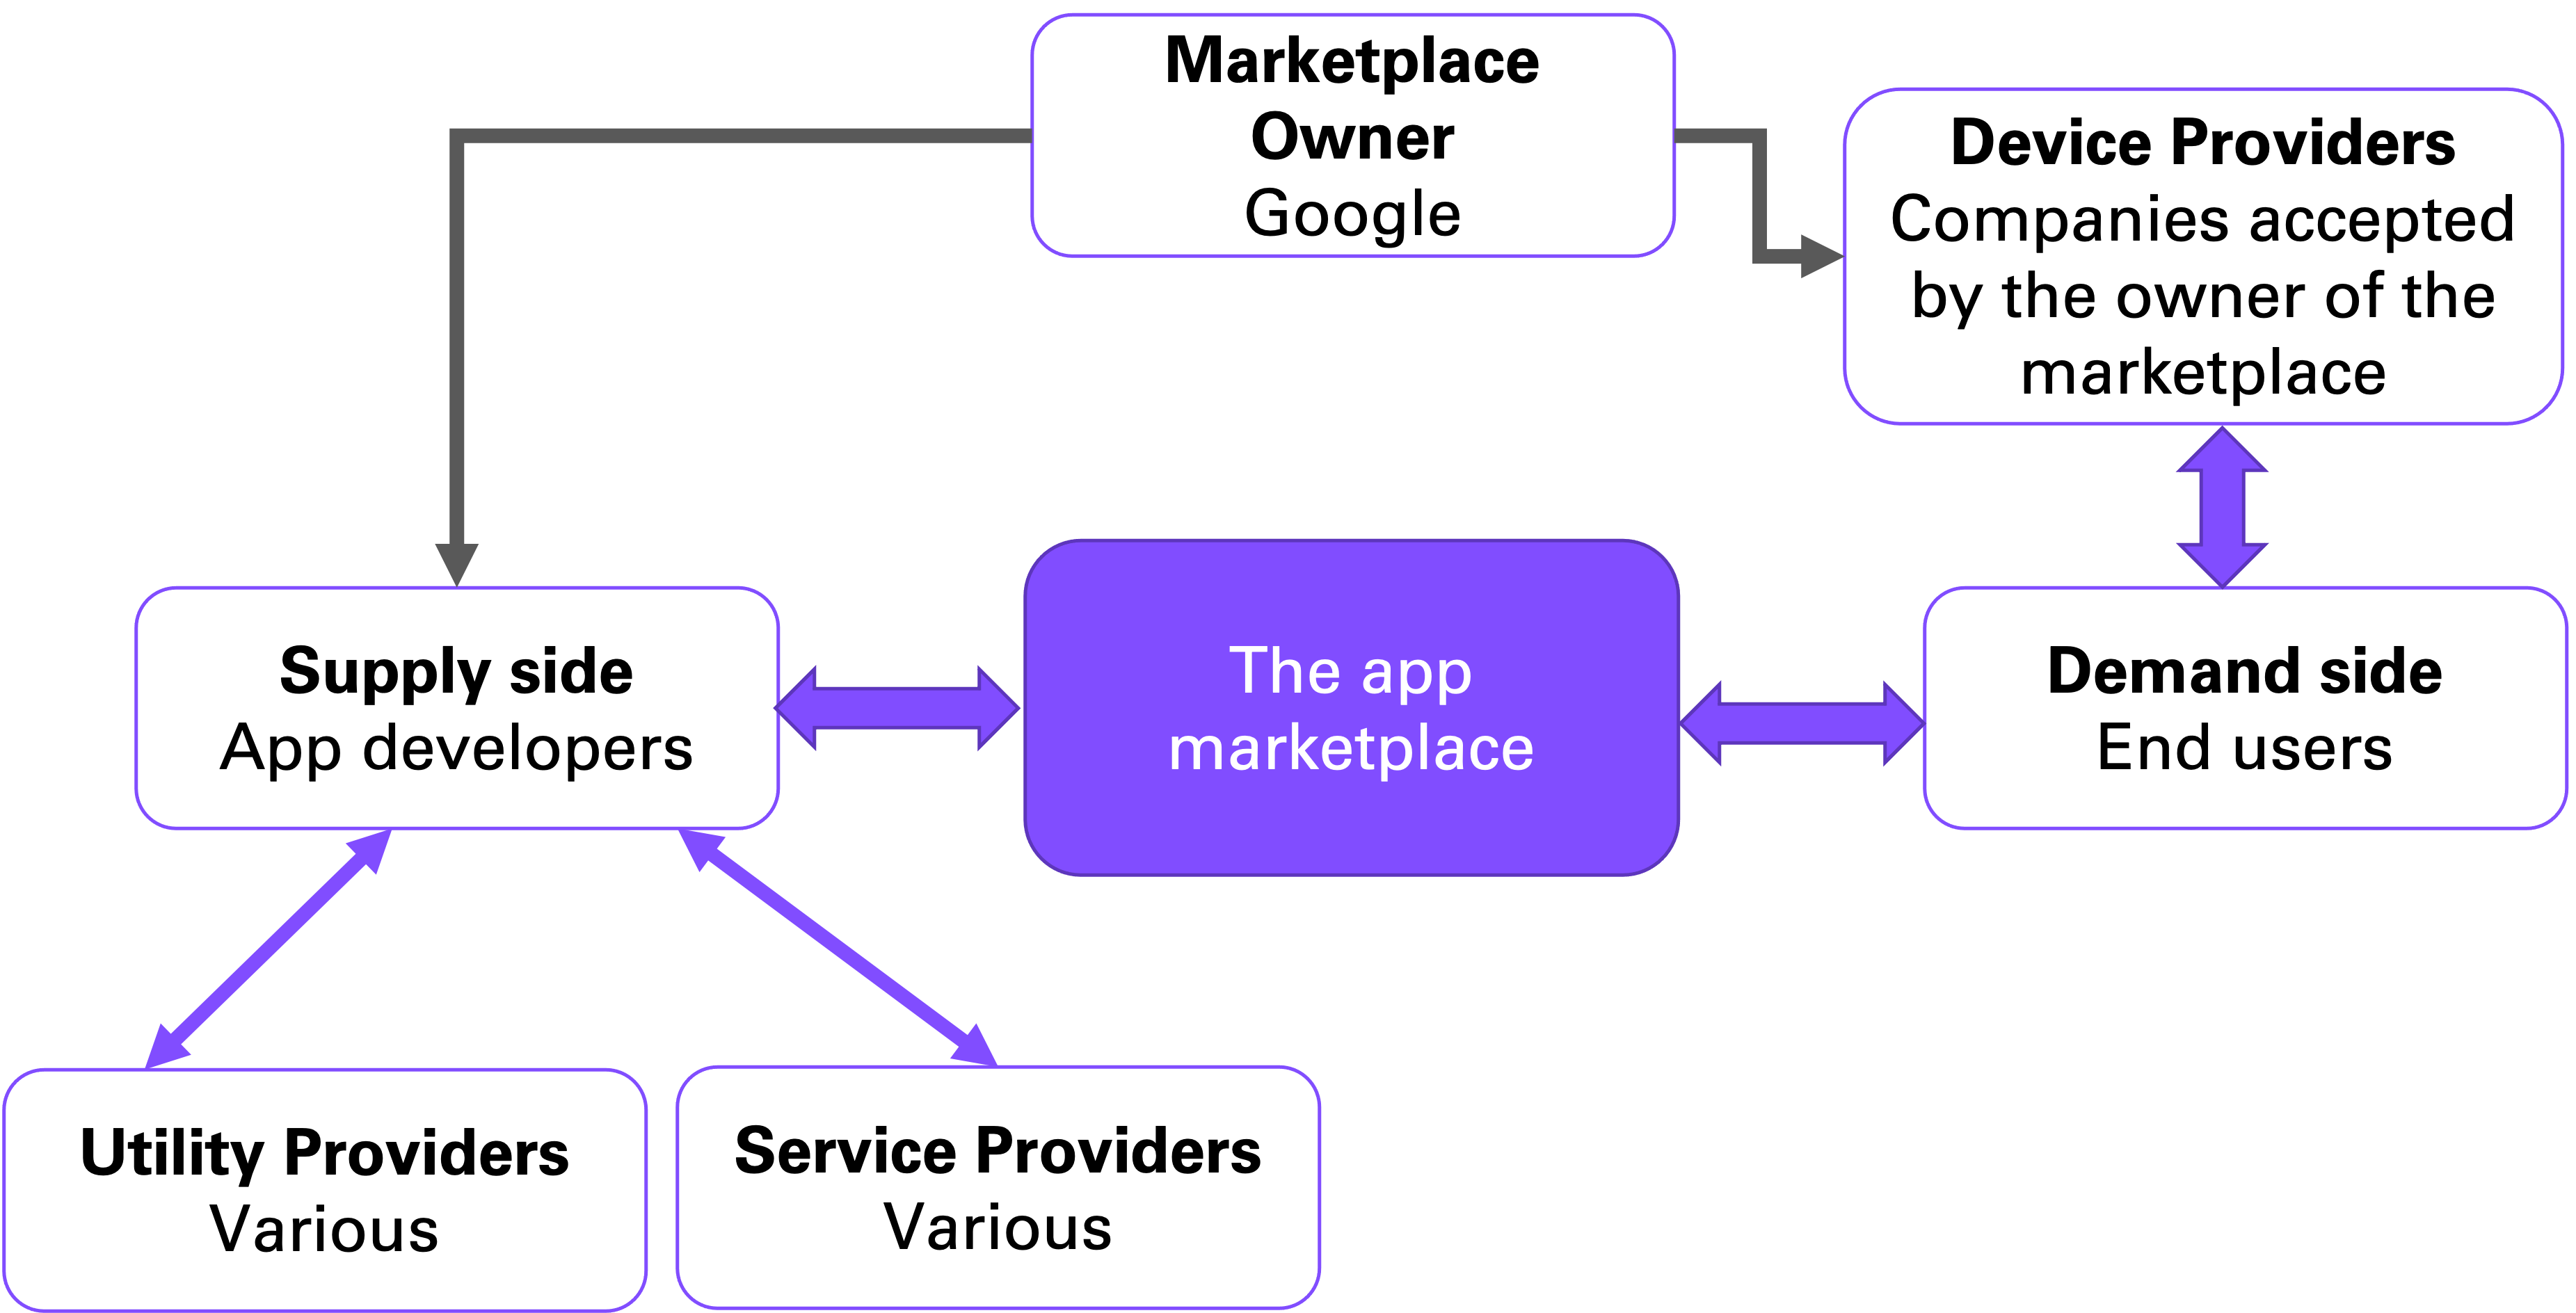 Marketplace
Owner
Google
Device Providers
Companies accepted
by the owner of the
marketplace
Supply side
App developers
The app
marketplace
Demand side
End users
Utility Providers
Various
Service Providers
Various